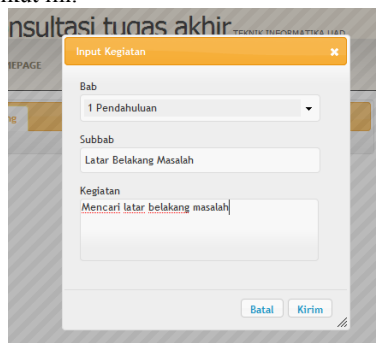 nsultasi tugas akhir TEKNIK INFORMATIKA UAD
Input Kegiatan
EPAGE
Bab
1 Pendahuluan
Subbab
Latar Belakang Masalah
Kegiatan
Mencari latar belakang masalah
Batal Kirim